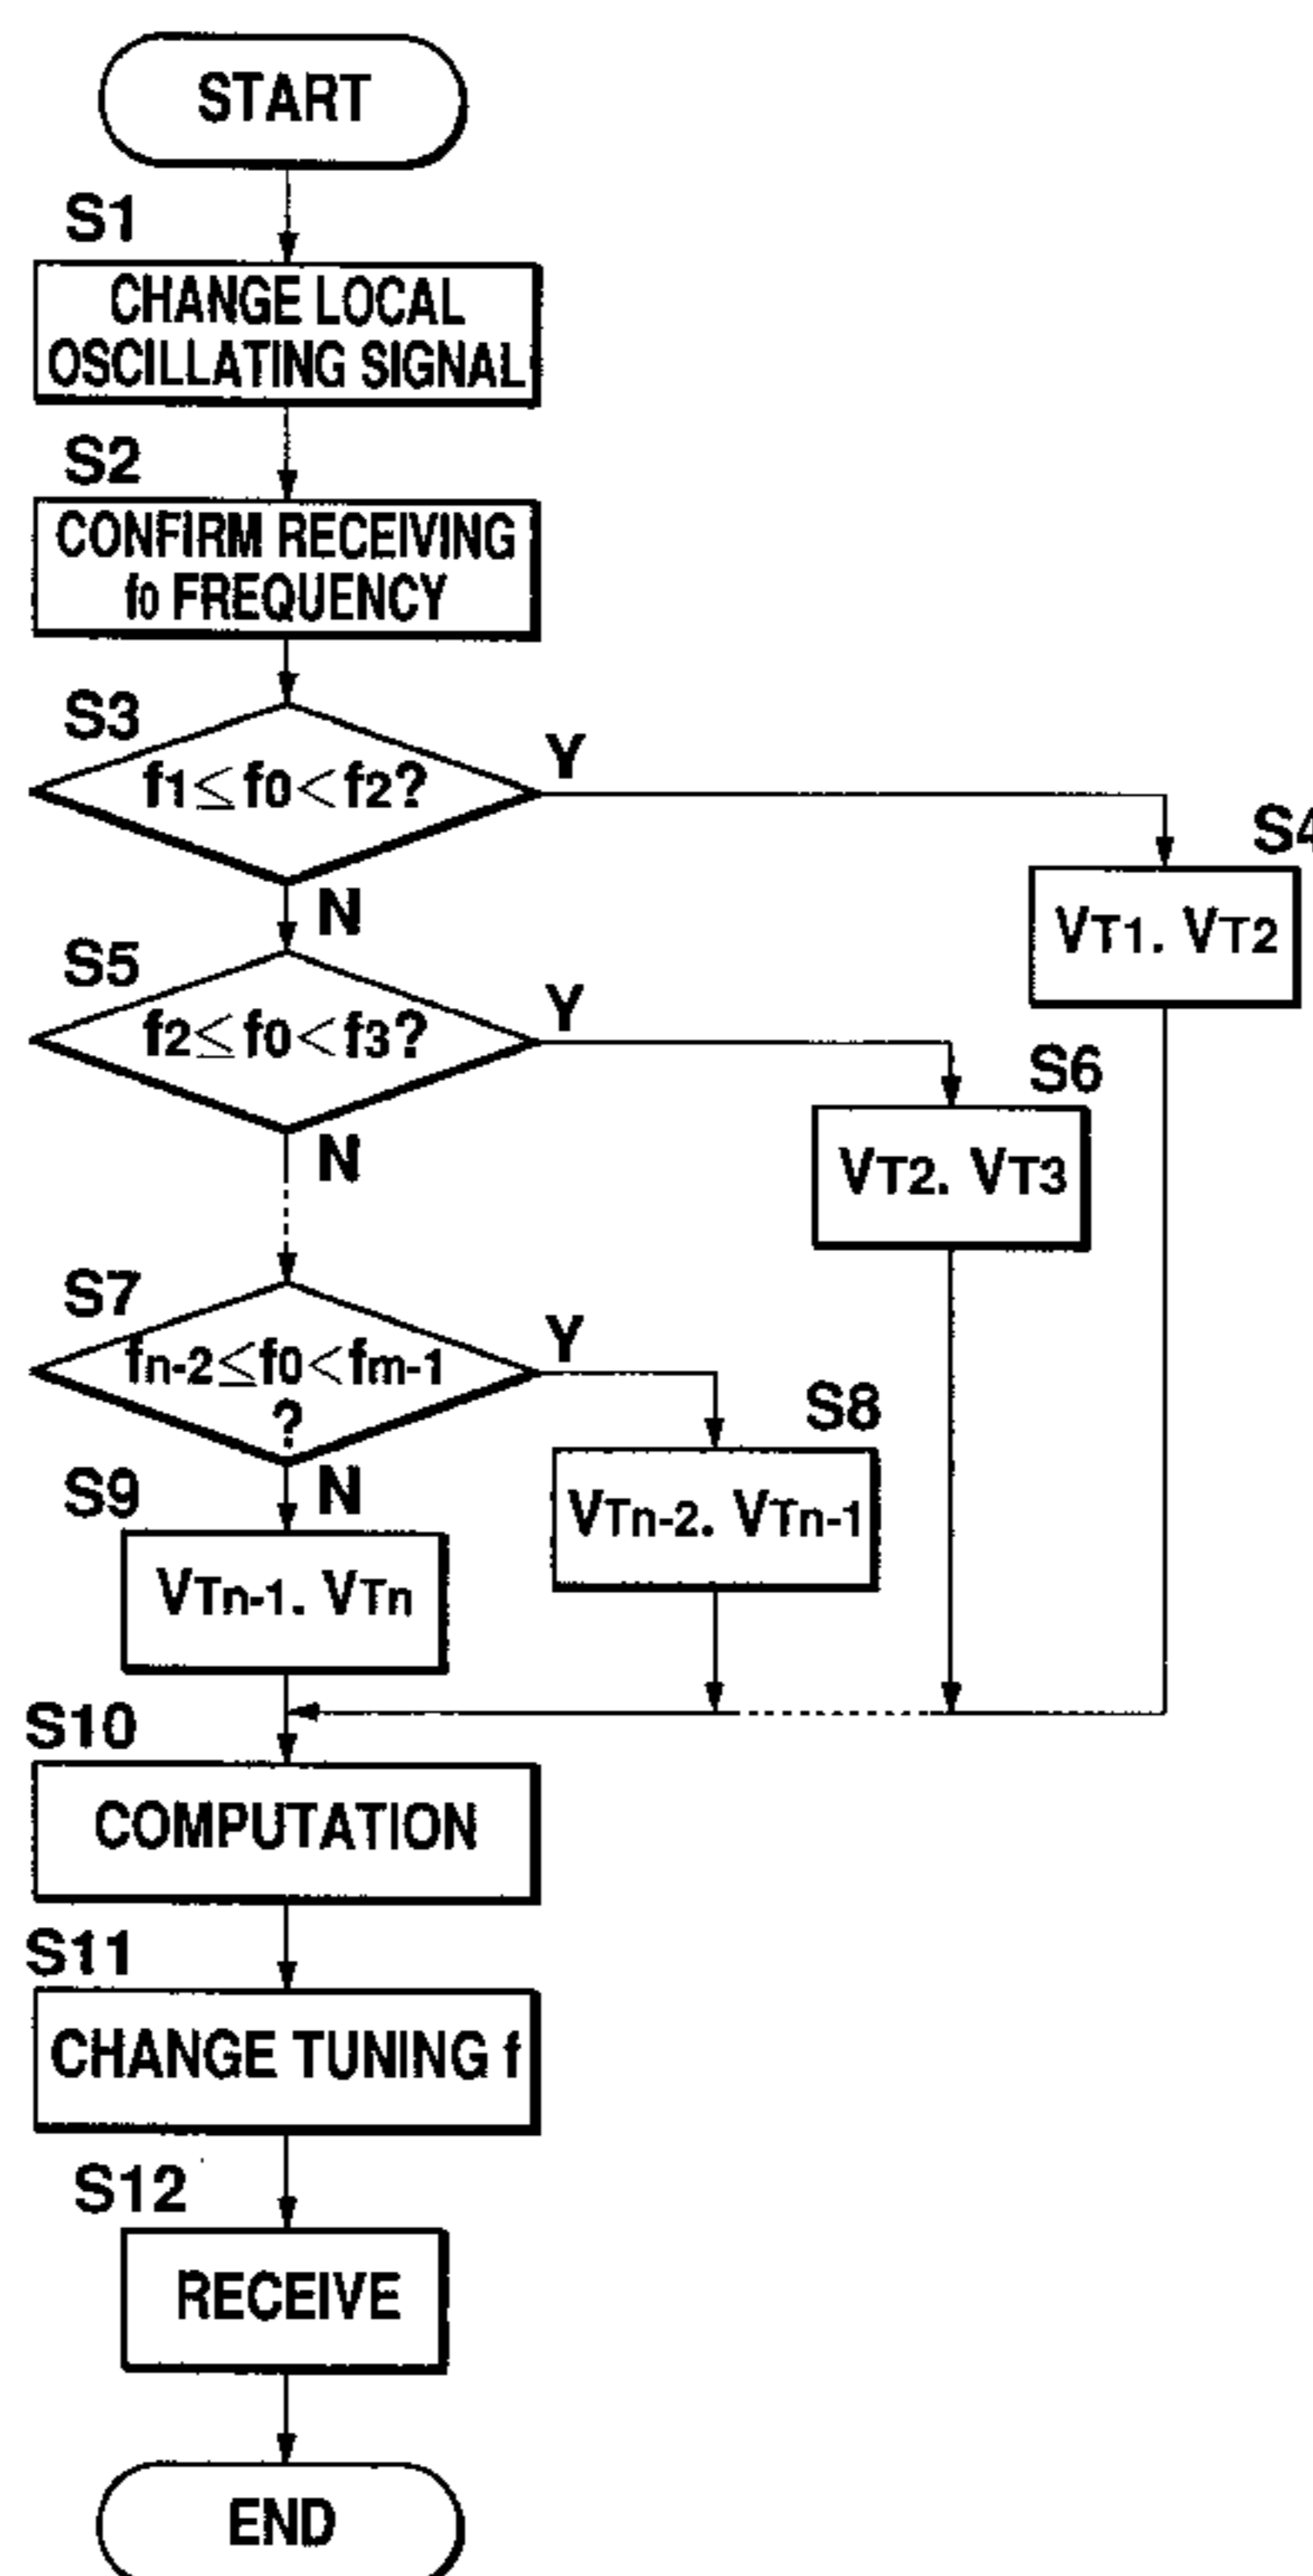 START
S1
CHANGE LOCAL
OSCILLATING SIGNAL
S2
CONFIRM RECEIVING
f0 FREQUENCY
S3
f1≦f0<f2?
Y
S4
VT1. VT2
N
S5
f2≦f0<f3?
Y
S6
VT2. VT3
N
S7
fn-2≦f0<fm-1
?
Y
S8
VTn-2. VTn-1
N
S9
VTn-1. VTn
S10
COMPUTATION
S11
CHANGE TUNING f
S12
RECEIVE
END